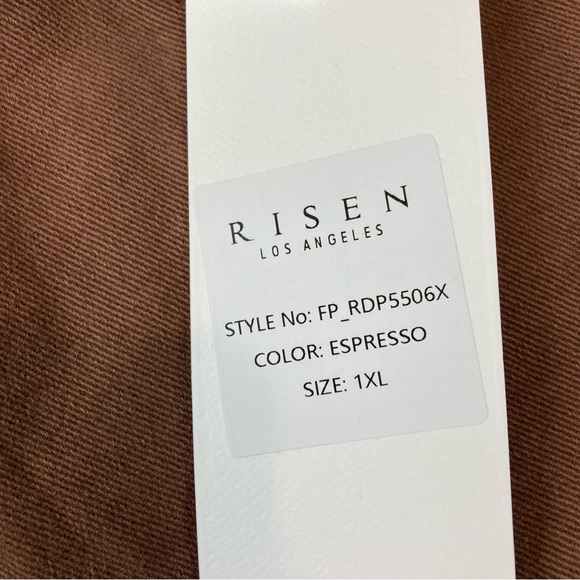 RISEN
LOS ANGELES
STYLE No: FP_RDP5506X
COLOR: ESPRESSO
SIZE: 1XL